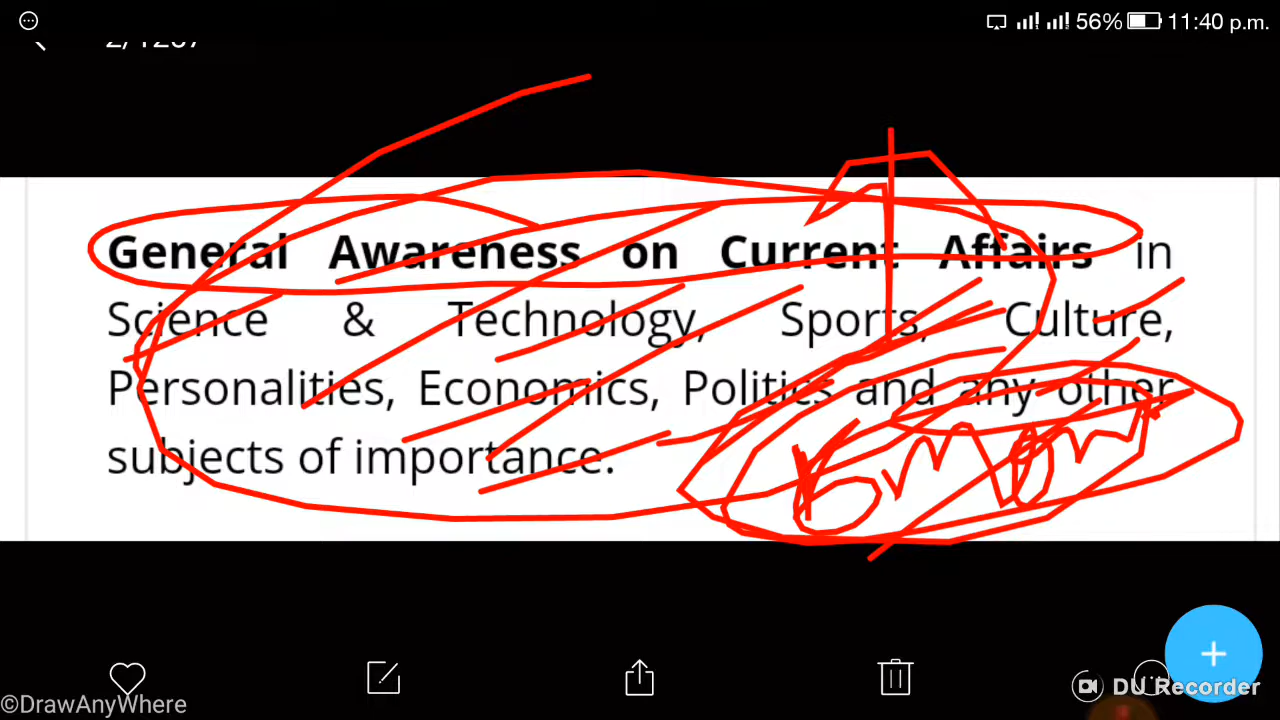 56% 11:40 p.m.
General Awareness on Current Affairs in
Science & Technology, Sports, Culture,
Personalities, Economics, Politics and any other
subjects of importance.
DU Recorder
©DrawAnyWhere